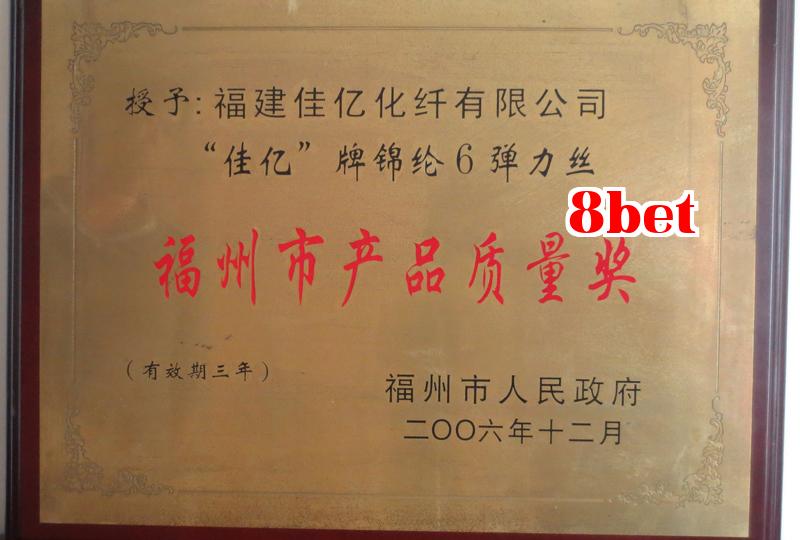 授予:福建佳亿化纤有限公司
“佳亿”牌锦纶6弹力丝
8bet
福州市产品质量奖
(有效期三年)
福州市人民政府
二〇〇六年十二月